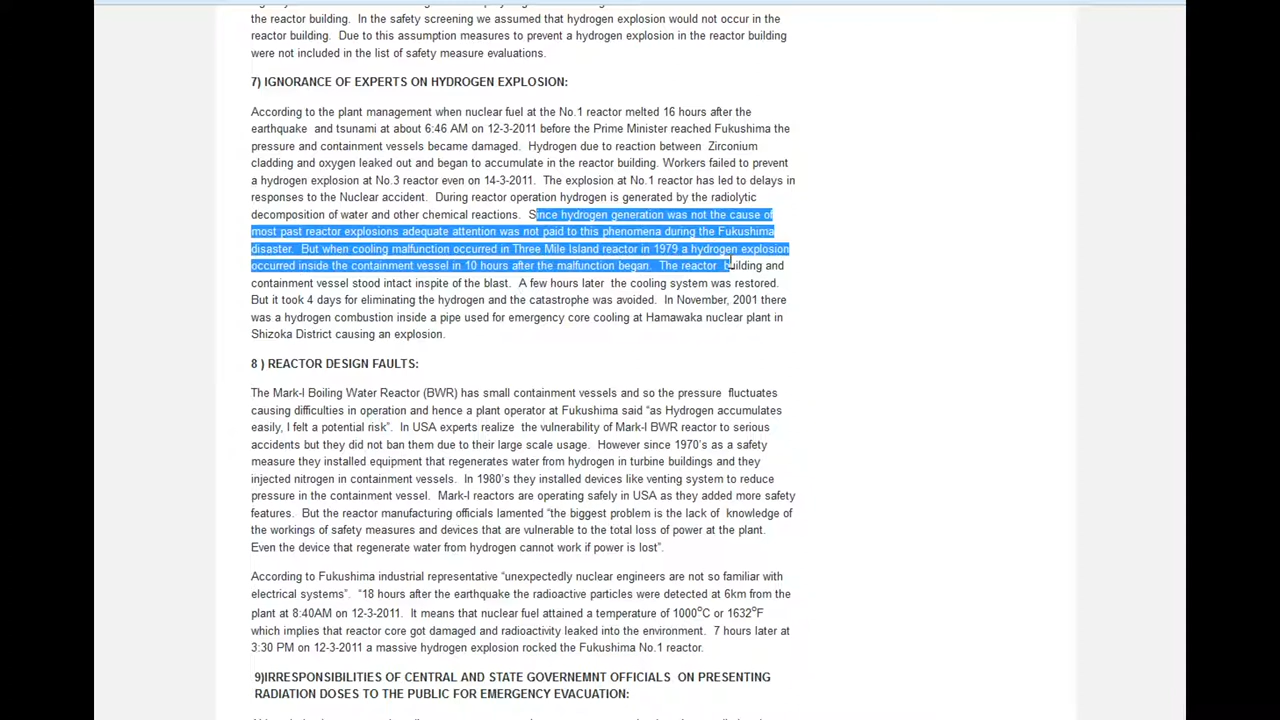 the reactor building.  In the safety screening we assumed that hydrogen explosion would not occur in the
reactor building.  Due to this assumption measures to prevent a hydrogen explosion in the reactor building
were not included in the list of safety measure evaluations.
7) IGNORANCE OF EXPERTS ON HYDROGEN EXPLOSION:
According to the plant management when nuclear fuel at the No.1 reactor melted 16 hours after the
earthquake  and tsunami at about 6:46 AM on 12-3-2011 before the Prime Minister reached Fukushima the
pressure and containment vessels became damaged.  Hydrogen due to reaction between  Zirconium
cladding and oxygen leaked out and began to accumulate in the reactor building. Workers failed to prevent
a hydrogen explosion at No.3 reactor even on 14-3-2011.  The explosion at No.1 reactor has led to delays in
responses to the Nuclear accident.  During reactor operation hydrogen is generated by the radiolytic
decomposition of water and other chemical reactions.  Since hydrogen generation was not the cause of
most past reactor explosions adequate attention was not paid to this phenomena during the Fukushima
disaster.  But when cooling malfunction occurred in Three Mile Island reactor in 1979 a hydrogen explosion
occurred inside the containment vessel in 10 hours after the malfunction began.  The reactor  building and
containment vessel stood intact inspite of the blast.  A few hours later  the cooling system was restored.
But it took 4 days for eliminating the hydrogen and the catastrophe was avoided.  In November, 2001 there
was a hydrogen combustion inside a pipe used for emergency core cooling at Hamawaka nuclear plant in
Shizoka District causing an explosion.
8 ) REACTOR DESIGN FAULTS:
The Mark-I Boiling Water Reactor (BWR) has small containment vessels and so the pressure  fluctuates
causing difficulties in operation and hence a plant operator at Fukushima said “as Hydrogen accumulates
easily, I felt a potential risk”.  In USA experts realize  the vulnerability of Mark-I BWR reactor to serious
accidents but they did not ban them due to their large scale usage.  However since 1970’s as a safety
measure they installed equipment that regenerates water from hydrogen in turbine buildings and they
injected nitrogen in containment vessels.  In 1980’s they installed devices like venting system to reduce
pressure in the containment vessel.  Mark-I reactors are operating safely in USA as they added more safety
features.  But the reactor manufacturing officials lamented “the biggest problem is the lack of  knowledge of
the workings of safety measures and devices that are vulnerable to the total loss of power at the plant.
Even the device that regenerate water from hydrogen cannot work if power is lost”.
According to Fukushima industrial representative “unexpectedly nuclear engineers are not so familiar with
electrical systems”.  “18 hours after the earthquake the radioactive particles were detected at 6km from the
plant at 8:40AM on 12-3-2011.  It means that nuclear fuel attained a temperature of 1000°C or 1632°F
which implies that reactor core got damaged and radioactivity leaked into the environment.  7 hours later at
3:30 PM on 12-3-2011 a massive hydrogen explosion rocked the Fukushima No.1 reactor.
9)IRRESPONSIBILITIES OF CENTRAL AND STATE GOVERNEMNT OFFICIALS  ON PRESENTING
RADIATION DOSES TO THE PUBLIC FOR EMERGENCY EVACUATION: